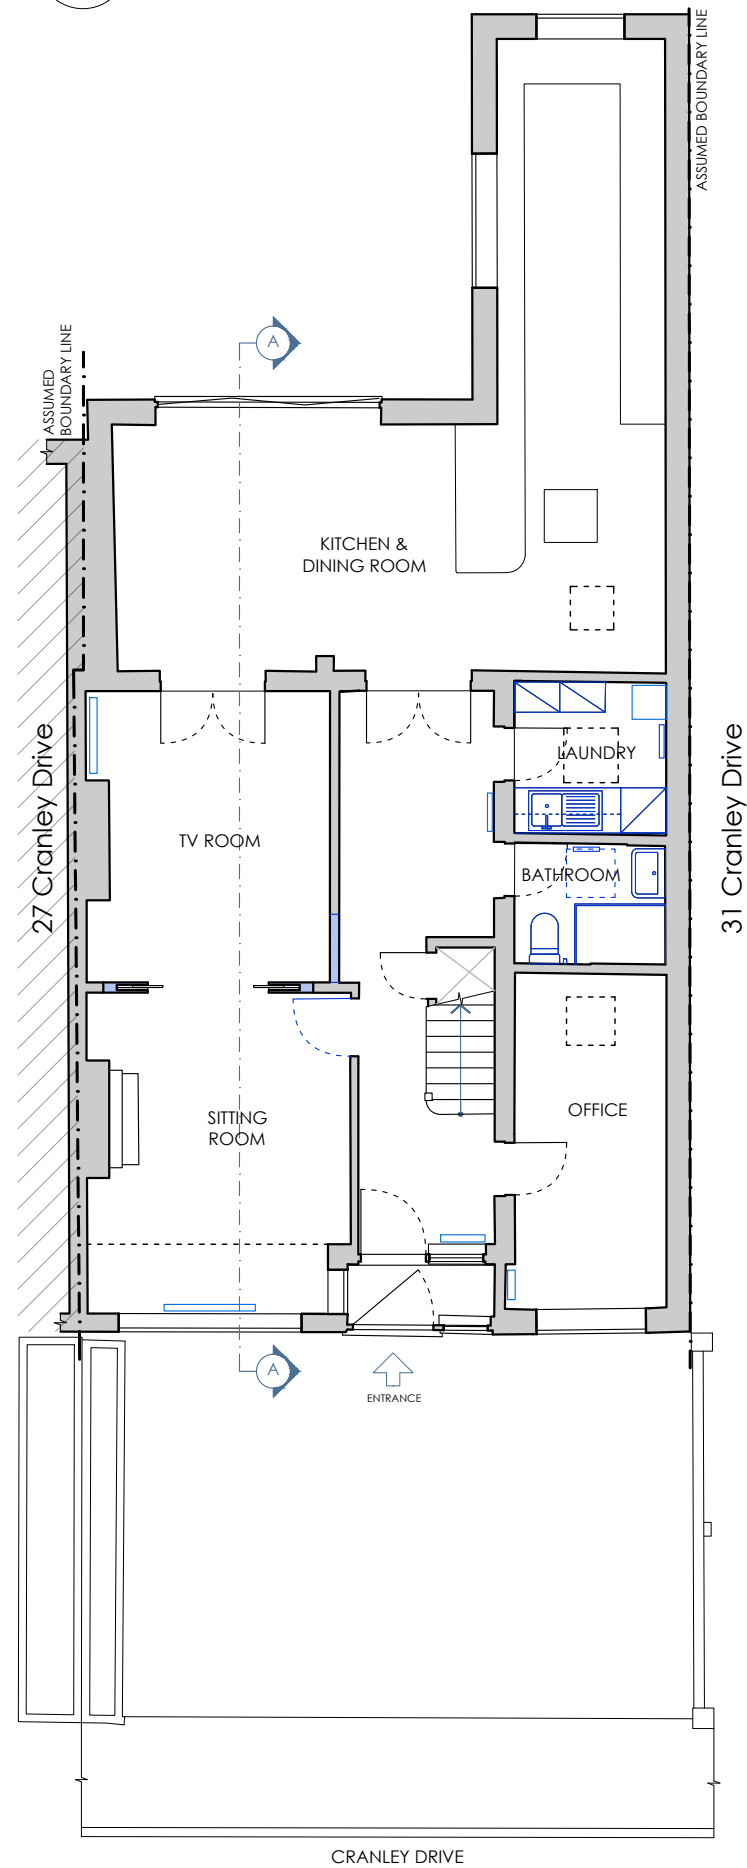 ASSUMED BOUNDARY LINE
A
ASSUMED
BOUNDARY LINE
KITCHEN &
DINING ROOM
27 Cranley Drive
31 Cranley Drive
LAUNDRY
TV ROOM
BATHROOM
OFFICE
SITTING
ROOM
A
ENTRANCE
CRANLEY DRIVE